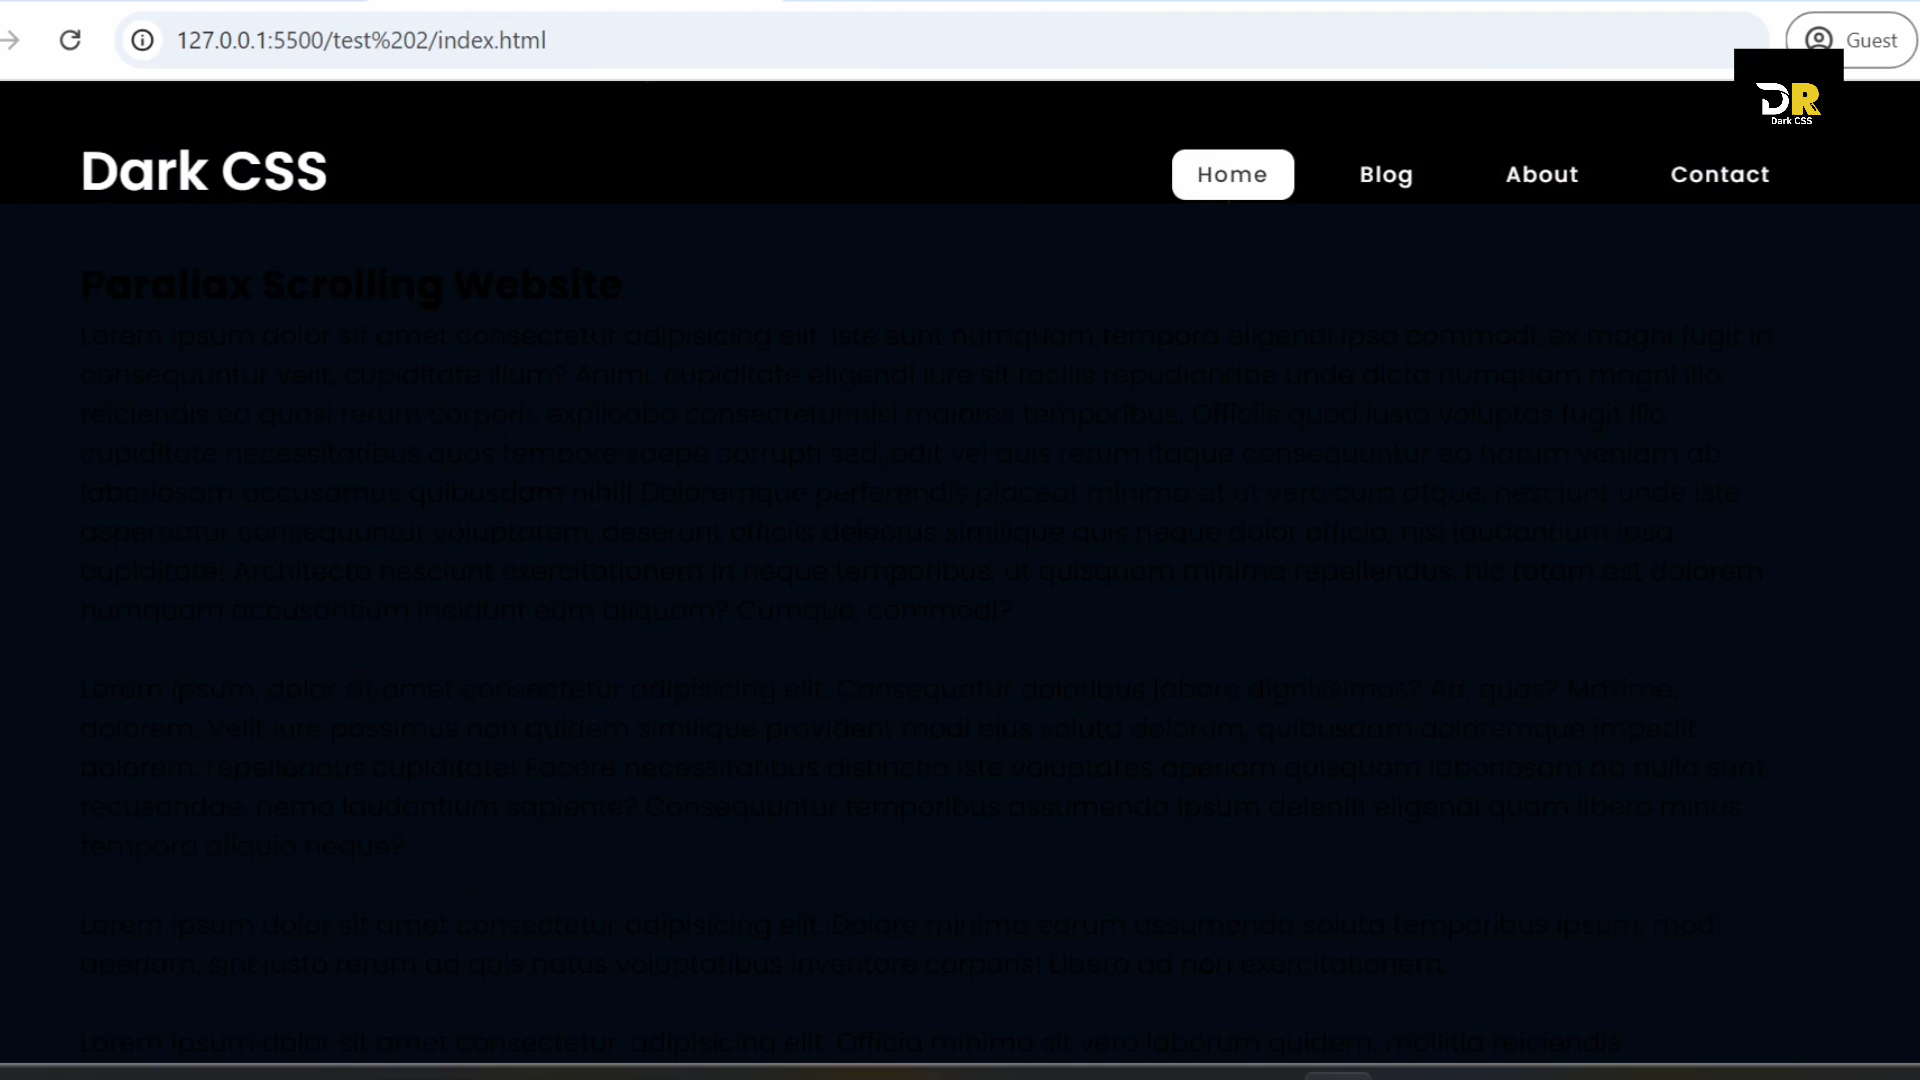 127.0.0.1:5500/test%202/index.html
Guest
DR
Dark CSS
Dark CSS
Home
Blog
About
Contact
Parallax Scrolling Website
Lorem ipsum dolor sit amet consectetur adipisicing elit. Iste sunt numquam tempora eligendi ipsa commodi, ex magni fugit in
consequuntur velit, cupiditate illum? Animi, cupiditate eligendi iure sit facilis repudiandae unde dicta numquam magni illo
reiciendis ea quasi rerum corporis explicabo consectetur nisi maiores temporibus. Officiis quod iusto voluptas fugit illo
cupiditate necessitatibus quos tempore saepe corrupti sed, odit vel quis rerum itaque consequuntur ea harum veniam ab
laboriosam accusamus quibusdam nihil! Doloremque perferendis placeat minima at ut vero cum atque, nesciunt unde iste
aspernatur consequuntur voluptatem, deserunt officiis delectus similique quis neque dolor officia, nisi laudantium ipsa
cupiditate! Architecto nesciunt exercitationem in neque temporibus, ut quisquam minima repellendus, hic totam est dolorem
numquam accusantium incidunt eum aliquam? Cumque, commodi?
Lorem ipsum, dolor sit amet consectetur adipisicing elit. Consequatur doloribus labore dignissimos? Ad, quas? Maxime,
dolorem. Velit iure possimus non quidem similique provident modi eius soluta dolorum, quibusdam doloremque impedit
dolorem, repellendus cupiditate! Facere necessitatibus distinctio iste voluptates aperiam quisquam laboriosam ab nulla sunt
recusandae, nemo laudantium sapiente? Consequuntur temporibus assumenda ipsum deleniti eligendi quam libero minus
tempora aliquid neque?
Lorem ipsum dolor sit amet consectetur adipisicing elit. Dolore minima earum assumenda soluta temporibus ipsum, modi
aperiam, sint iusto rerum ad quis natus voluptatibus inventore corporis! Libero ad non exercitationem.
Lorem ipsum dolor sit amet consectetur, adipisicing elit. Officia minima sit vero laborum quidem, mollitia reiciendis